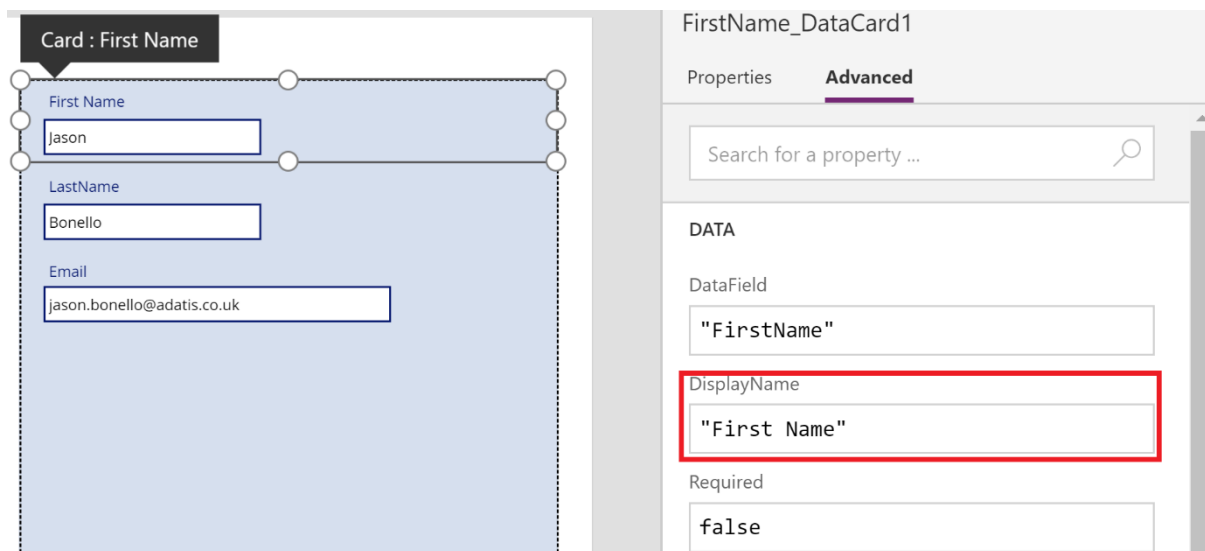 Card : First Name
First Name
Jason
LastName
Bonello
Email
jason.bonello@adatis.co.uk
FirstName_DataCard1
Properties Advanced
Search for a property ...
DATA
DataField
"FirstName"
DisplayName
"First Name"
Required
false